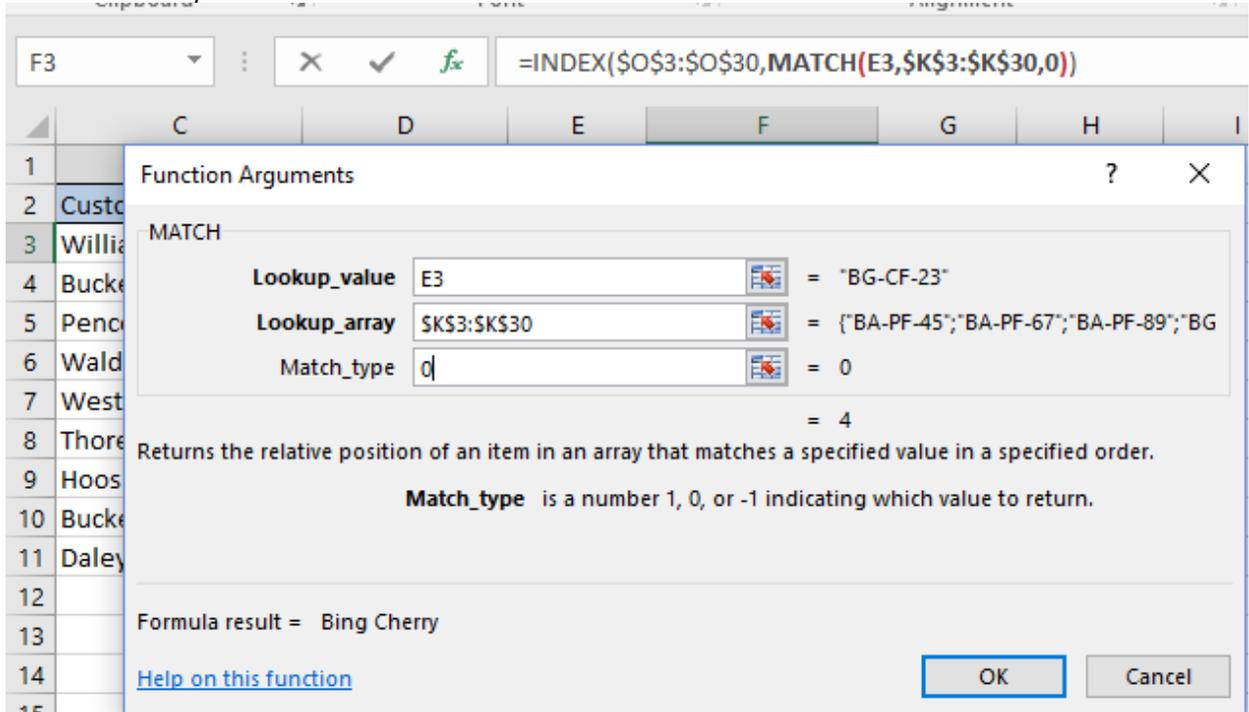 F3 fx =INDEX($O$3:$O$30,MATCH(E3,$K$3:$K$30,0))
C D E F G H I
1 Function Arguments ? ×
2 Custo
MATCH
3 Willia
Lookup_value E3 = "BG-CF-23"
4 Bucke
Lookup_array $K$3:$K$30 = {"BA-PF-45";"BA-PF-67";"BA-PF-89";"BG
5 Penc
Match_type 0 = 0
6 Wald
7 West
= 4
8 Thore
Returns the relative position of an item in an array that matches a specified value in a specified order.
9 Hoos
Match_type is a number 1, 0, or -1 indicating which value to return.
10 Bucke
11 Daley
12
Formula result = Bing Cherry
13
14 Help on this function OK Cancel